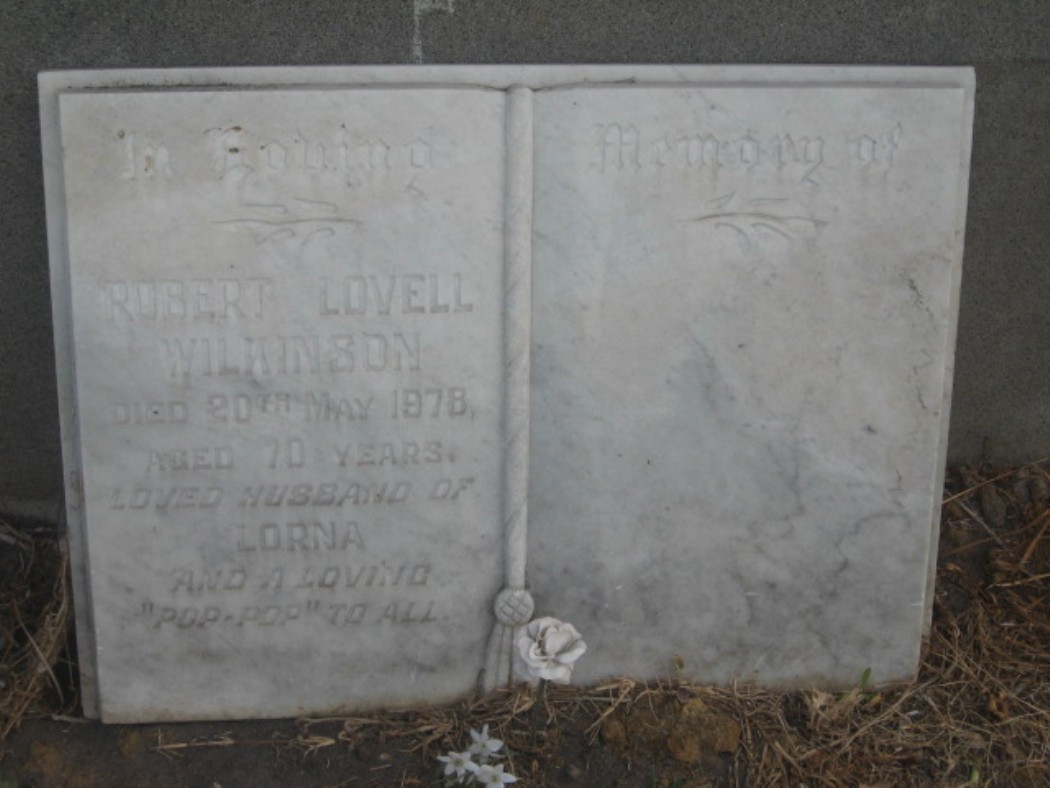 In Loving Memory of
ROBERT LOVELL
WILKINSON
DIED 20TH MAY 1978,
AGED 70 YEARS.
LOVED HUSBAND OF
LORNA
AND A LOVING
"POP-POP" TO ALL.